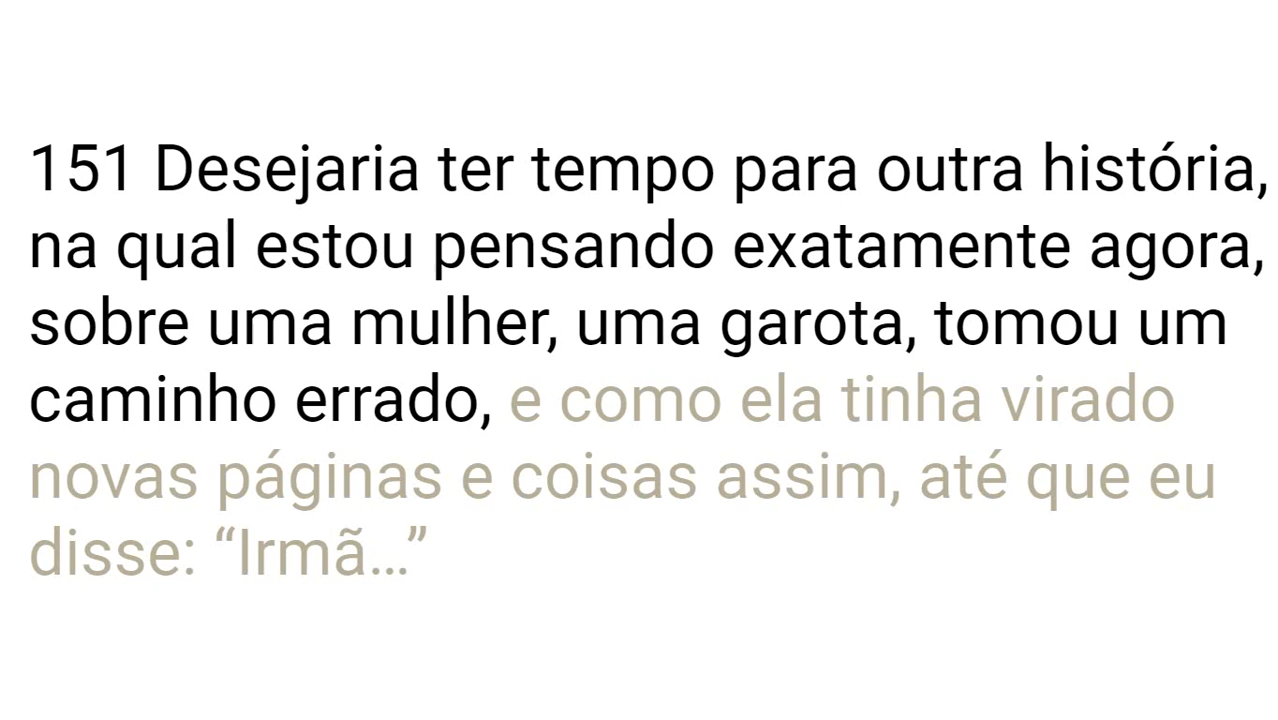 151 Desejaria ter tempo para outra história,
na qual estou pensando exatamente agora,
sobre uma mulher, uma garota, tomou um
caminho errado, e como ela tinha virado
novas páginas e coisas assim, até que eu
disse: “Irmã…”